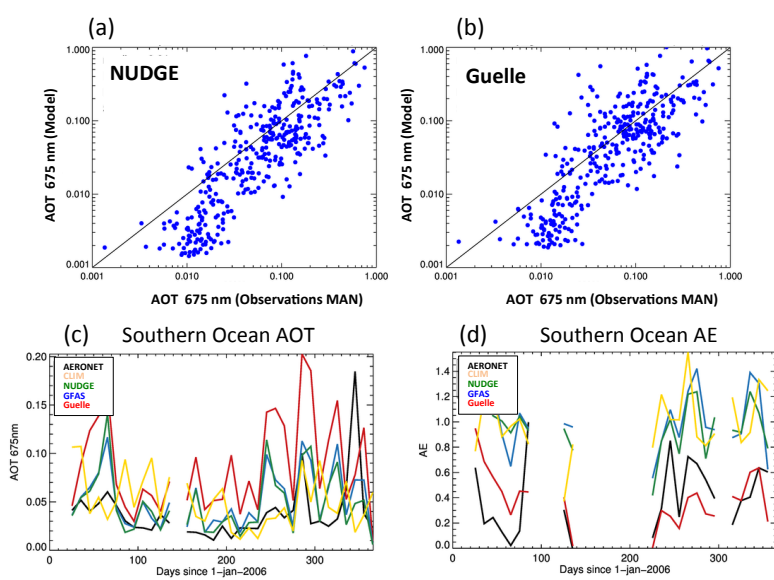 (a)
(b)
1.000
0.100
0.010
0.001
NUDGE
AOT 675 nm (Model)
0.001
0.010
0.100
1.000
AOT 675 nm (Observations MAN)
1.000
0.100
0.010
0.001
Guelle
AOT 675 nm (Model)
0.001
0.010
0.100
1.000
AOT 675 nm (Observations MAN)
(c) Southern Ocean AOT
0.20
0.15
0.10
0.05
0.00
AOT 675nm
AERONET
CLIM
NUDGE
GFAS
Guelle
0
100
200
300
Days since 1-jan-2006
(d) Southern Ocean AE
1.4
1.2
1.0
0.8
0.6
0.4
0.2
0.0
AE
AERONET
CLIM
NUDGE
GFAS
Guelle
0
100
200
300
Days since 1-jan-2006